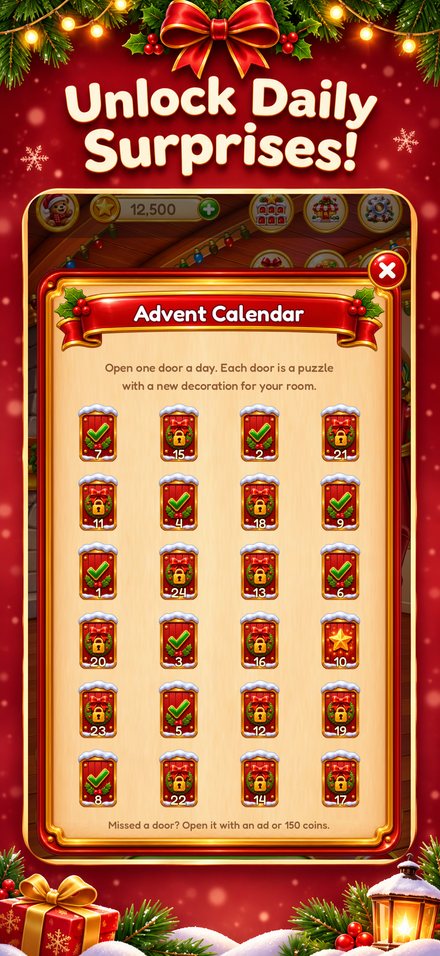 Unlock Daily
Surprises!
12,500
Advent Calendar
Open one door a day. Each door is a puzzle
with a new decoration for your room.
7 15 2 21
11 4 18 9
1 24 13 6
20 3 16 10
23 5 12 19
8 22 14 17
Missed a door? Open it with an ad or 150 coins.